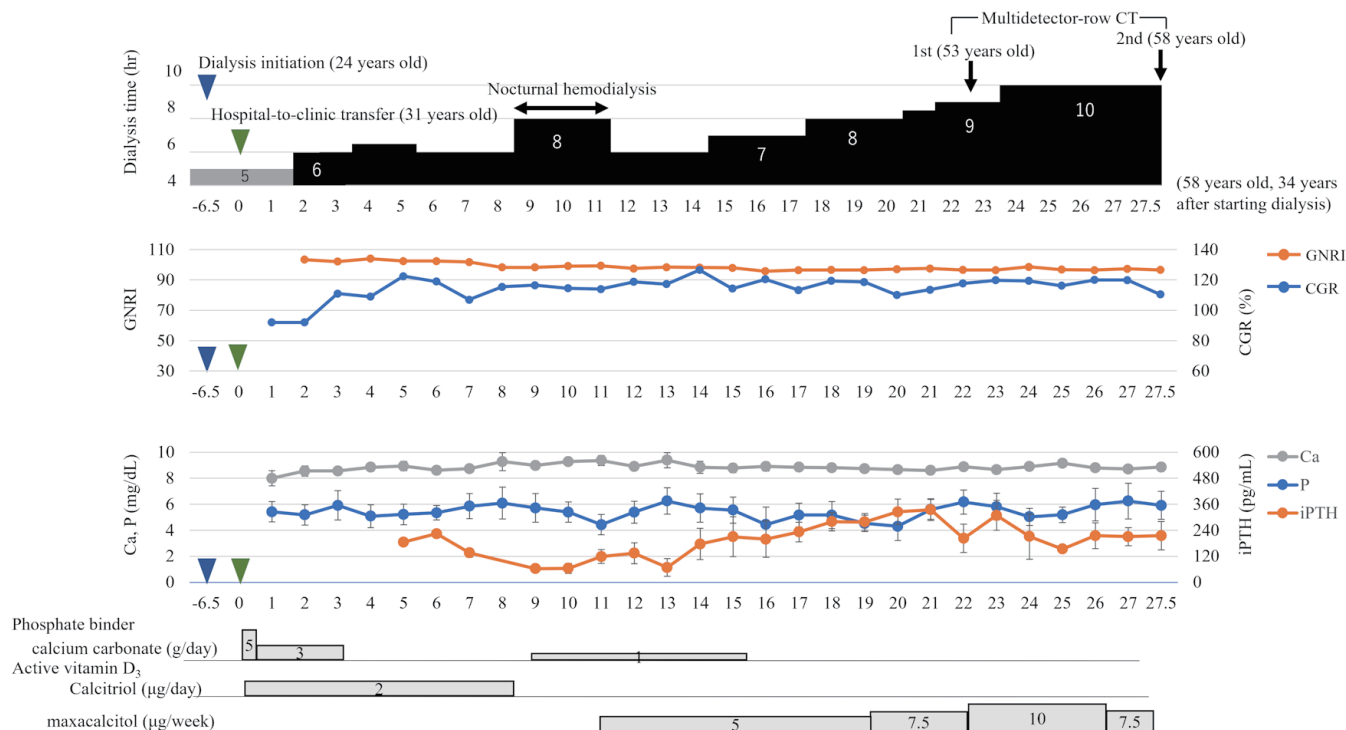 Multidetector-row CT
1st (53 years old)
2nd (58 years old)
Dialysis time (hr)
10
8
6
4
Dialysis initiation (24 years old)
Hospital-to-clinic transfer (31 years old)
Nocturnal hemodialysis
5
6
8
7
8
9
10
-6.5 0 1 2 3 4 5 6 7 8 9 10 11 12 13 14 15 16 17 18 19 20 21 22 23 24 25 26 27 27.5
(58 years old, 34 years
after starting dialysis)
GNRI
110
90
70
50
30
140
120
100
80
60
CGR (%)
GNRI
CGR
-6.5 0 1 2 3 4 5 6 7 8 9 10 11 12 13 14 15 16 17 18 19 20 21 22 23 24 25 26 27 27.5
Ca, P (mg/dL)
10
8
6
4
2
0
600
480
360
240
120
0
iPTH (pg/mL)
Ca
P
iPTH
-6.5 0 1 2 3 4 5 6 7 8 9 10 11 12 13 14 15 16 17 18 19 20 21 22 23 24 25 26 27 27.5
Phosphate binder
calcium carbonate (g/day) 5 3 1
Active vitamin D3
Calcitriol (μg/day) 2
maxacalcitol (μg/week) 5 7.5 10 7.5